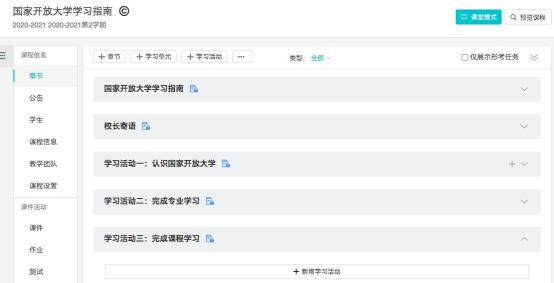 国家开放大学学习指南 ©
2020-2021 2020-2021第2学期
课堂模式 预览课程
课程信息
章节
公告
学生
课程信息
教学团队
课程设置
课件活动
课件
作业
测试
+ 章节 + 学习单元 + 学习活动 ··· 类型: 全部 仅展示形考任务
国家开放大学学习指南
校长寄语
学习活动一：认识国家开放大学
学习活动二：完成专业学习
学习活动三：完成课程学习
+ 新增学习活动